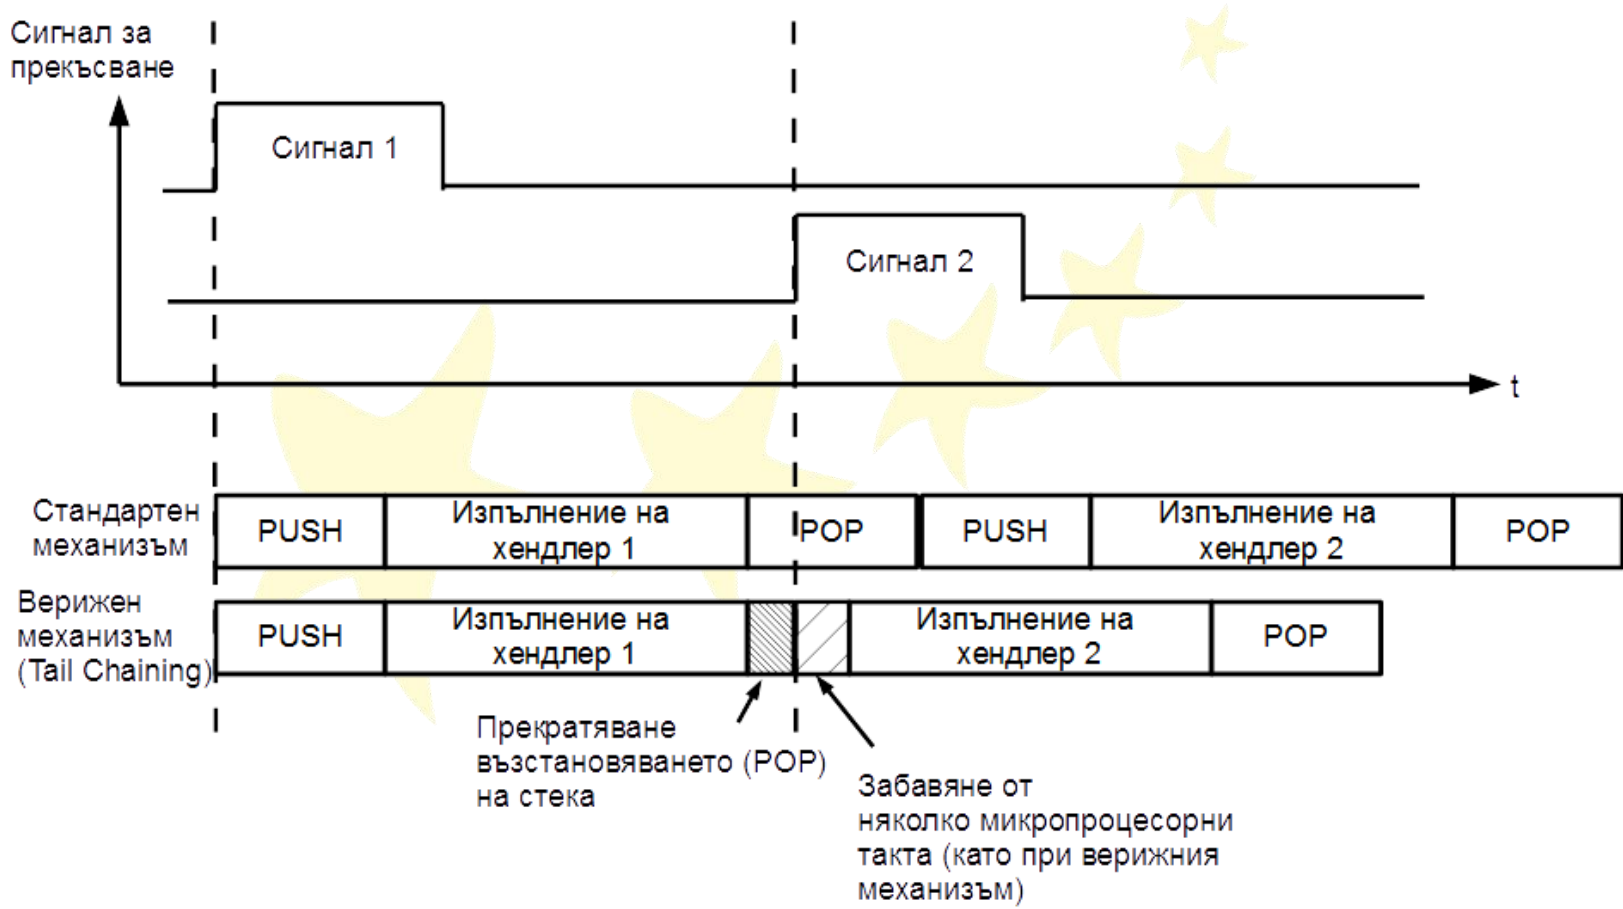 Сигнал за
прекъсване
Сигнал 1
Сигнал 2
t
Стандартен
механизъм
PUSH
Изпълнение на
хендлер 1
POP
PUSH
Изпълнение на
хендлер 2
POP
Верижен
механизъм
(Tail Chaining)
PUSH
Изпълнение на
хендлер 1
Изпълнение на
хендлер 2
POP
Прекратяване
възстановяването (POP)
на стека
Забавяне от
няколко микропроцесорни
такта (като при верижния
механизъм)